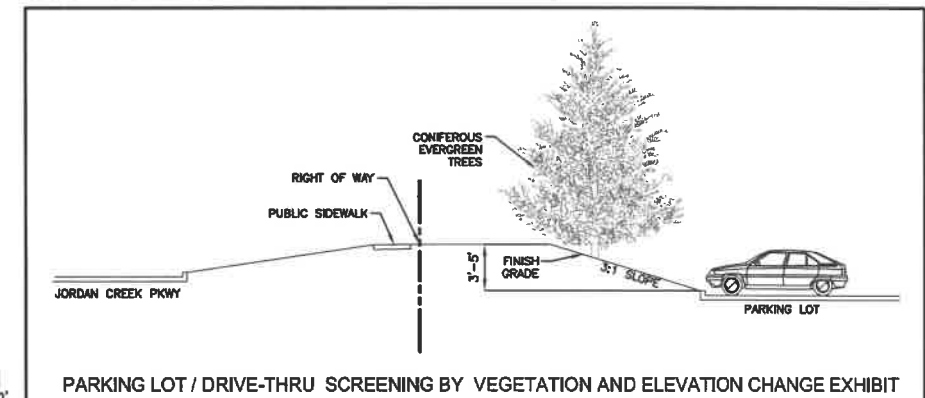 CONIFEROUS
EVERGREEN
TREES
RIGHT OF WAY
PUBLIC SIDEWALK
3'-5'
FINISH
GRADE
3:1 SLOPE
JORDAN CREEK PKWY
PARKING LOT
PARKING LOT / DRIVE-THRU SCREENING BY VEGETATION AND ELEVATION CHANGE EXHIBIT